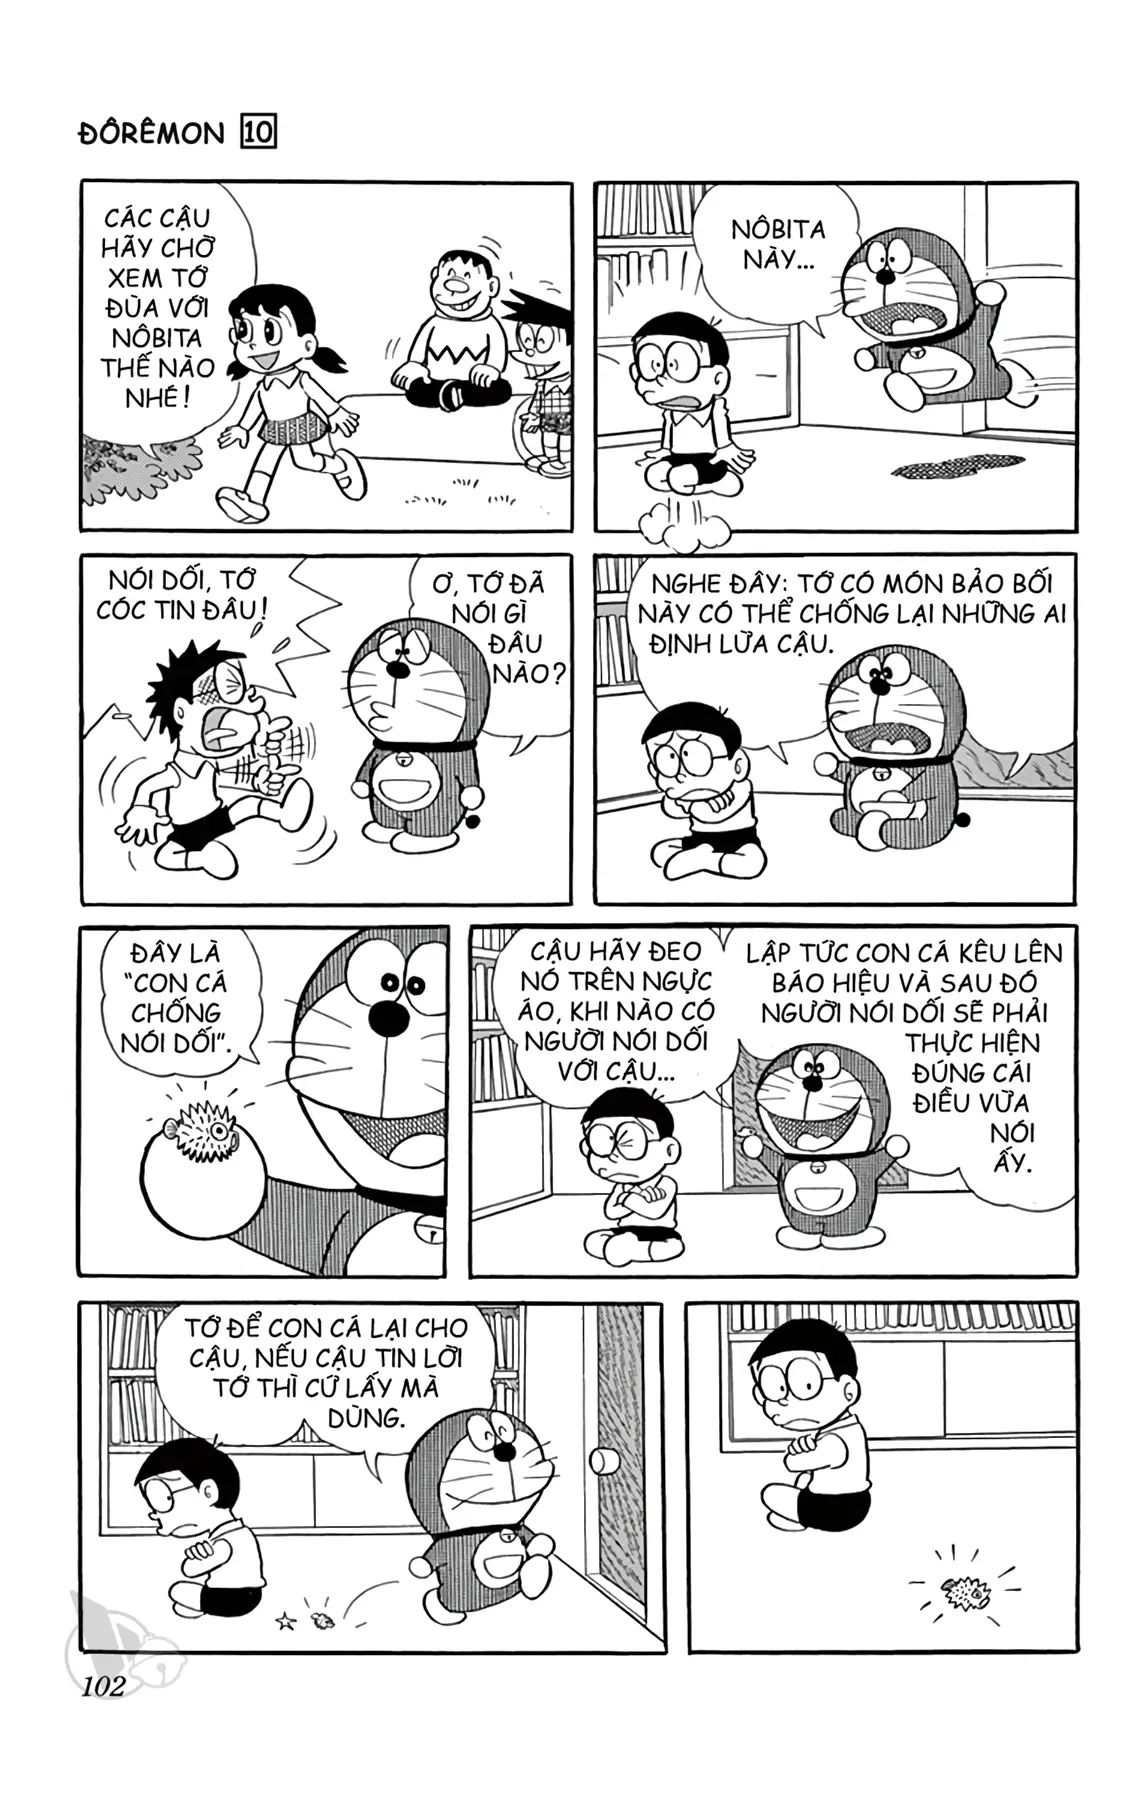 ĐÔRÊMON 10
CÁC CẬU
HÃY CHỜ
XEM TỚ
ĐÙA VỚI
NÔBITA
THẾ NÀO
NHÉ!
NÔBITA
NÀY...
NÓI DỐI, TỚ
CÓC TIN ĐÂU!
Ơ, TỚ ĐÃ
NÓI GÌ
ĐÂU
NÀO?
NGHE ĐÂY: TỚ CÓ MÓN BẢO BỐI
NÀY CÓ THỂ CHỐNG LẠI NHỮNG AI
ĐỊNH LỪA CẬU.
ĐÂY LÀ
"CON CÁ
CHỐNG
NÓI DỐI".
CẬU HÃY ĐEO
NÓ TRÊN NGỰC
ÁO, KHI NÀO CÓ
NGƯỜI NÓI DỐI
VỚI CẬU...
LẬP TỨC CON CÁ KÊU LÊN
BÁO HIỆU VÀ SAU ĐÓ
NGƯỜI NÓI DỐI SẼ PHẢI
THỰC HIỆN
ĐÚNG CÁI
ĐIỀU VỪA
NÓI
ẤY.
TỚ ĐỂ CON CÁ LẠI CHO
CẬU, NẾU CẬU TIN LỜI
TỚ THÌ CỨ LẤY MÀ
DÙNG.
102